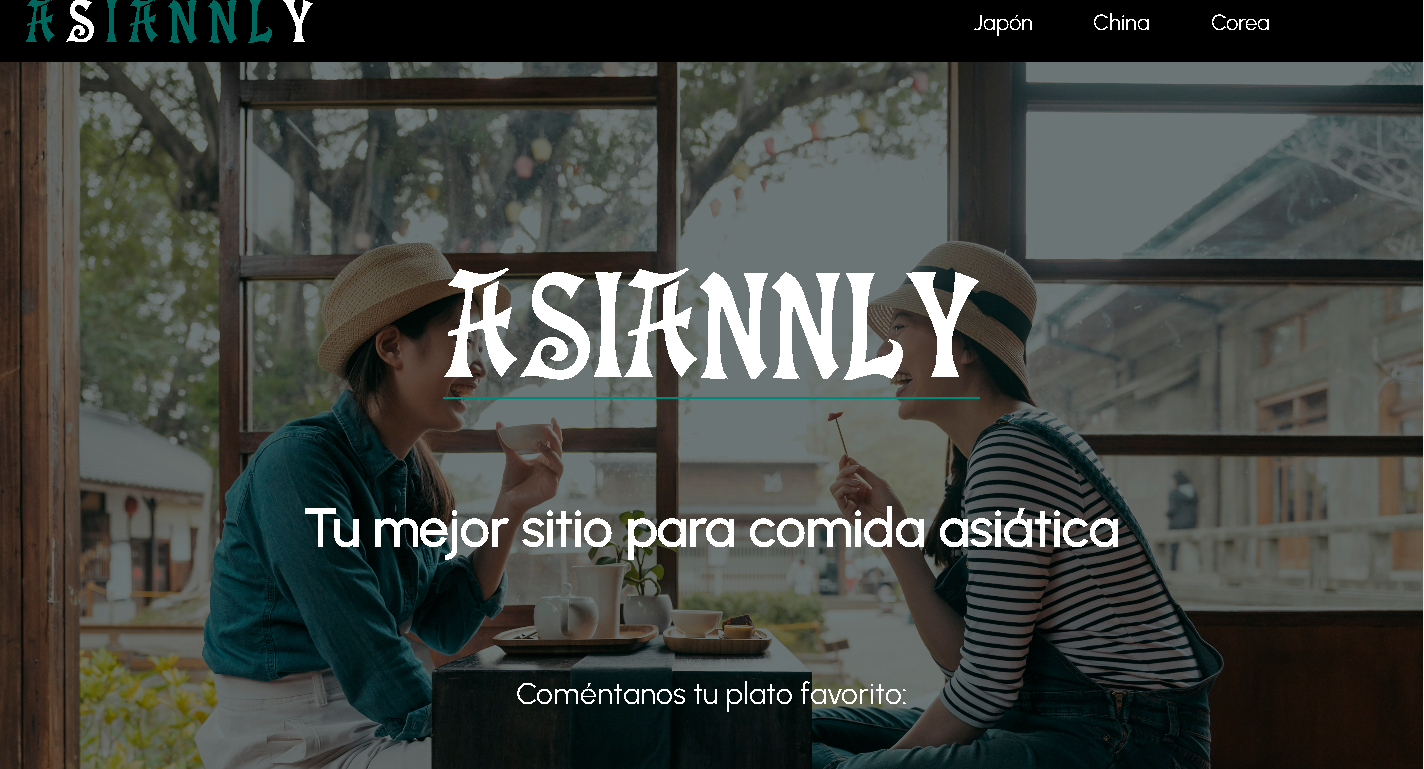 ASIANNLY
Japón China Corea
ASIANNLY
Tu mejor sitio para comida asiática
Coméntanos tu plato favorito: